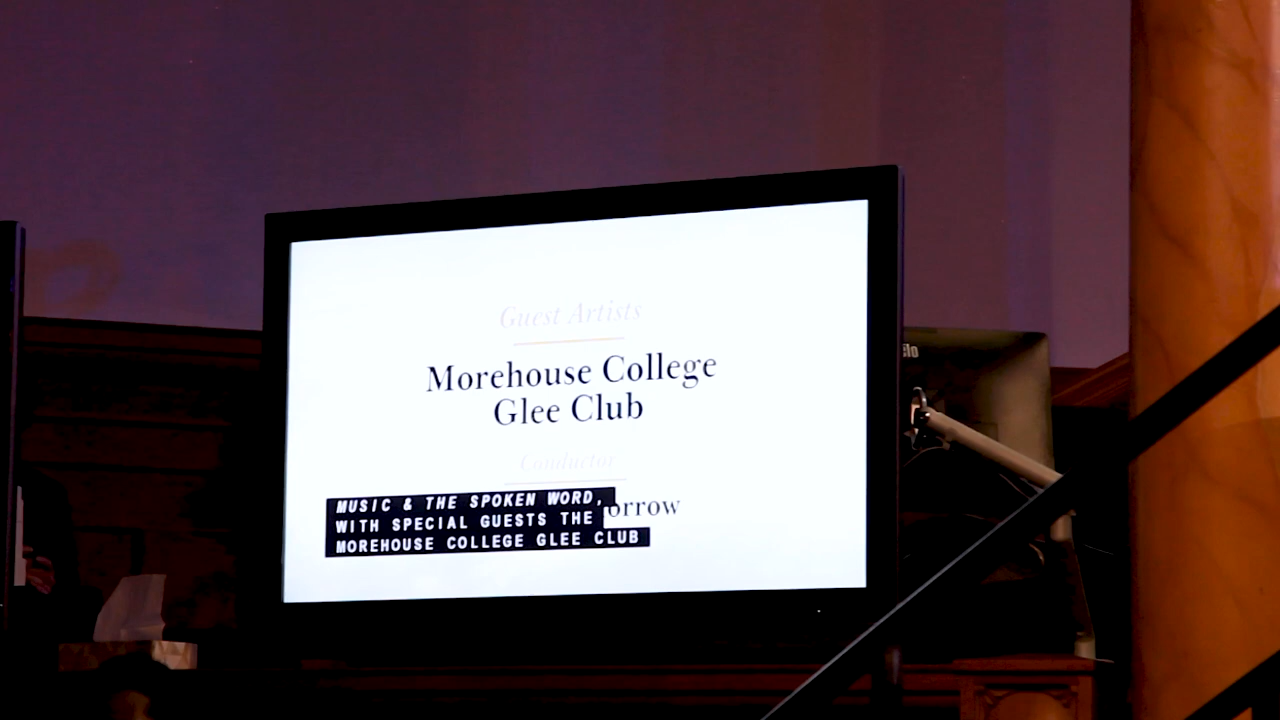 Guest Artists
Morehouse College
Glee Club
Conductor
MUSIC & THE SPOKEN WORD,
WITH SPECIAL GUESTS THE
MOREHOUSE COLLEGE GLEE CLUB